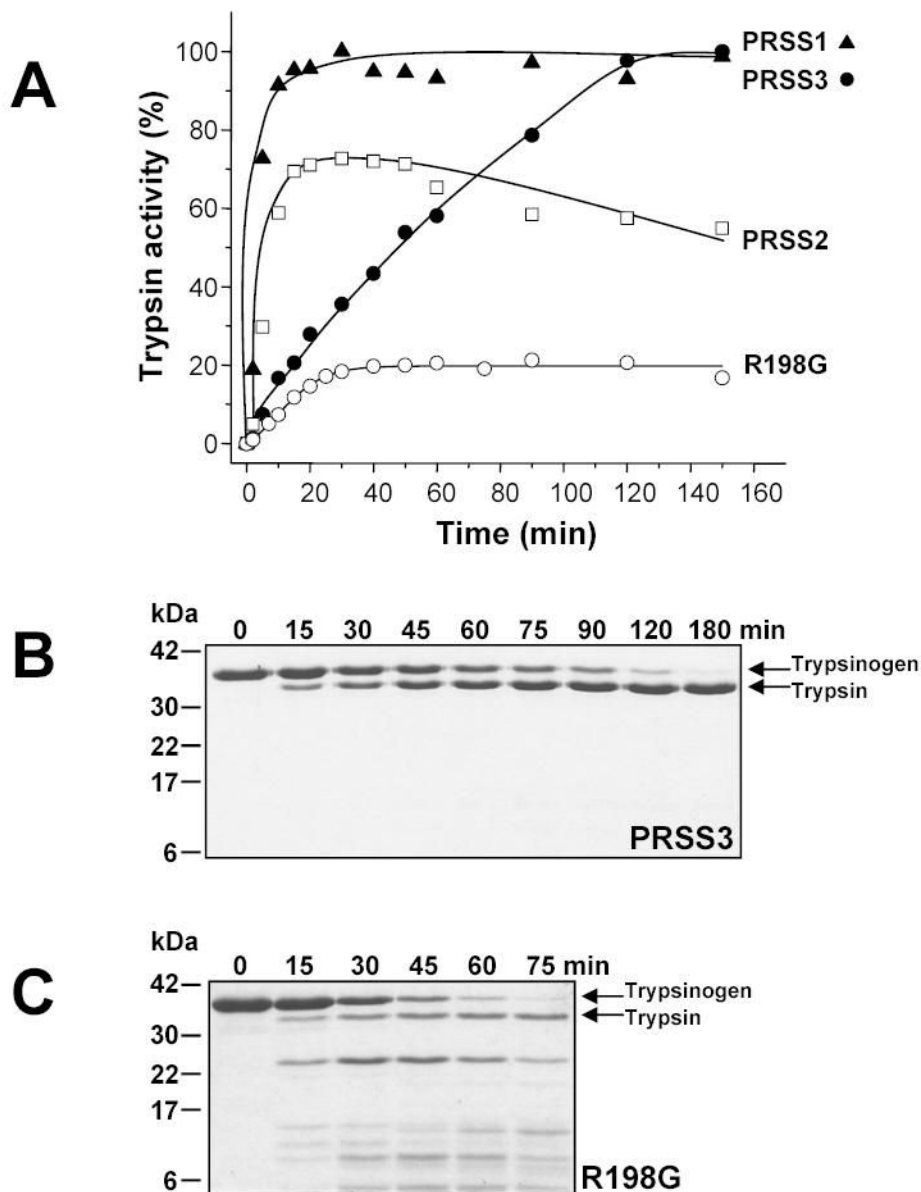 A
Trypsin activity (%)
100
80
60
40
20
0
0 20 40 60 80 100 120 140 160
Time (min)
PRSS1 ▲
PRSS3 ●
PRSS2
R198G
B
kDa
0 15 30 45 60 75 90 120 180 min
42
30
22
17
6
Trypsinogen
Trypsin
PRSS3
C
kDa
0 15 30 45 60 75 min
42
30
22
17
6
Trypsinogen
Trypsin
R198G